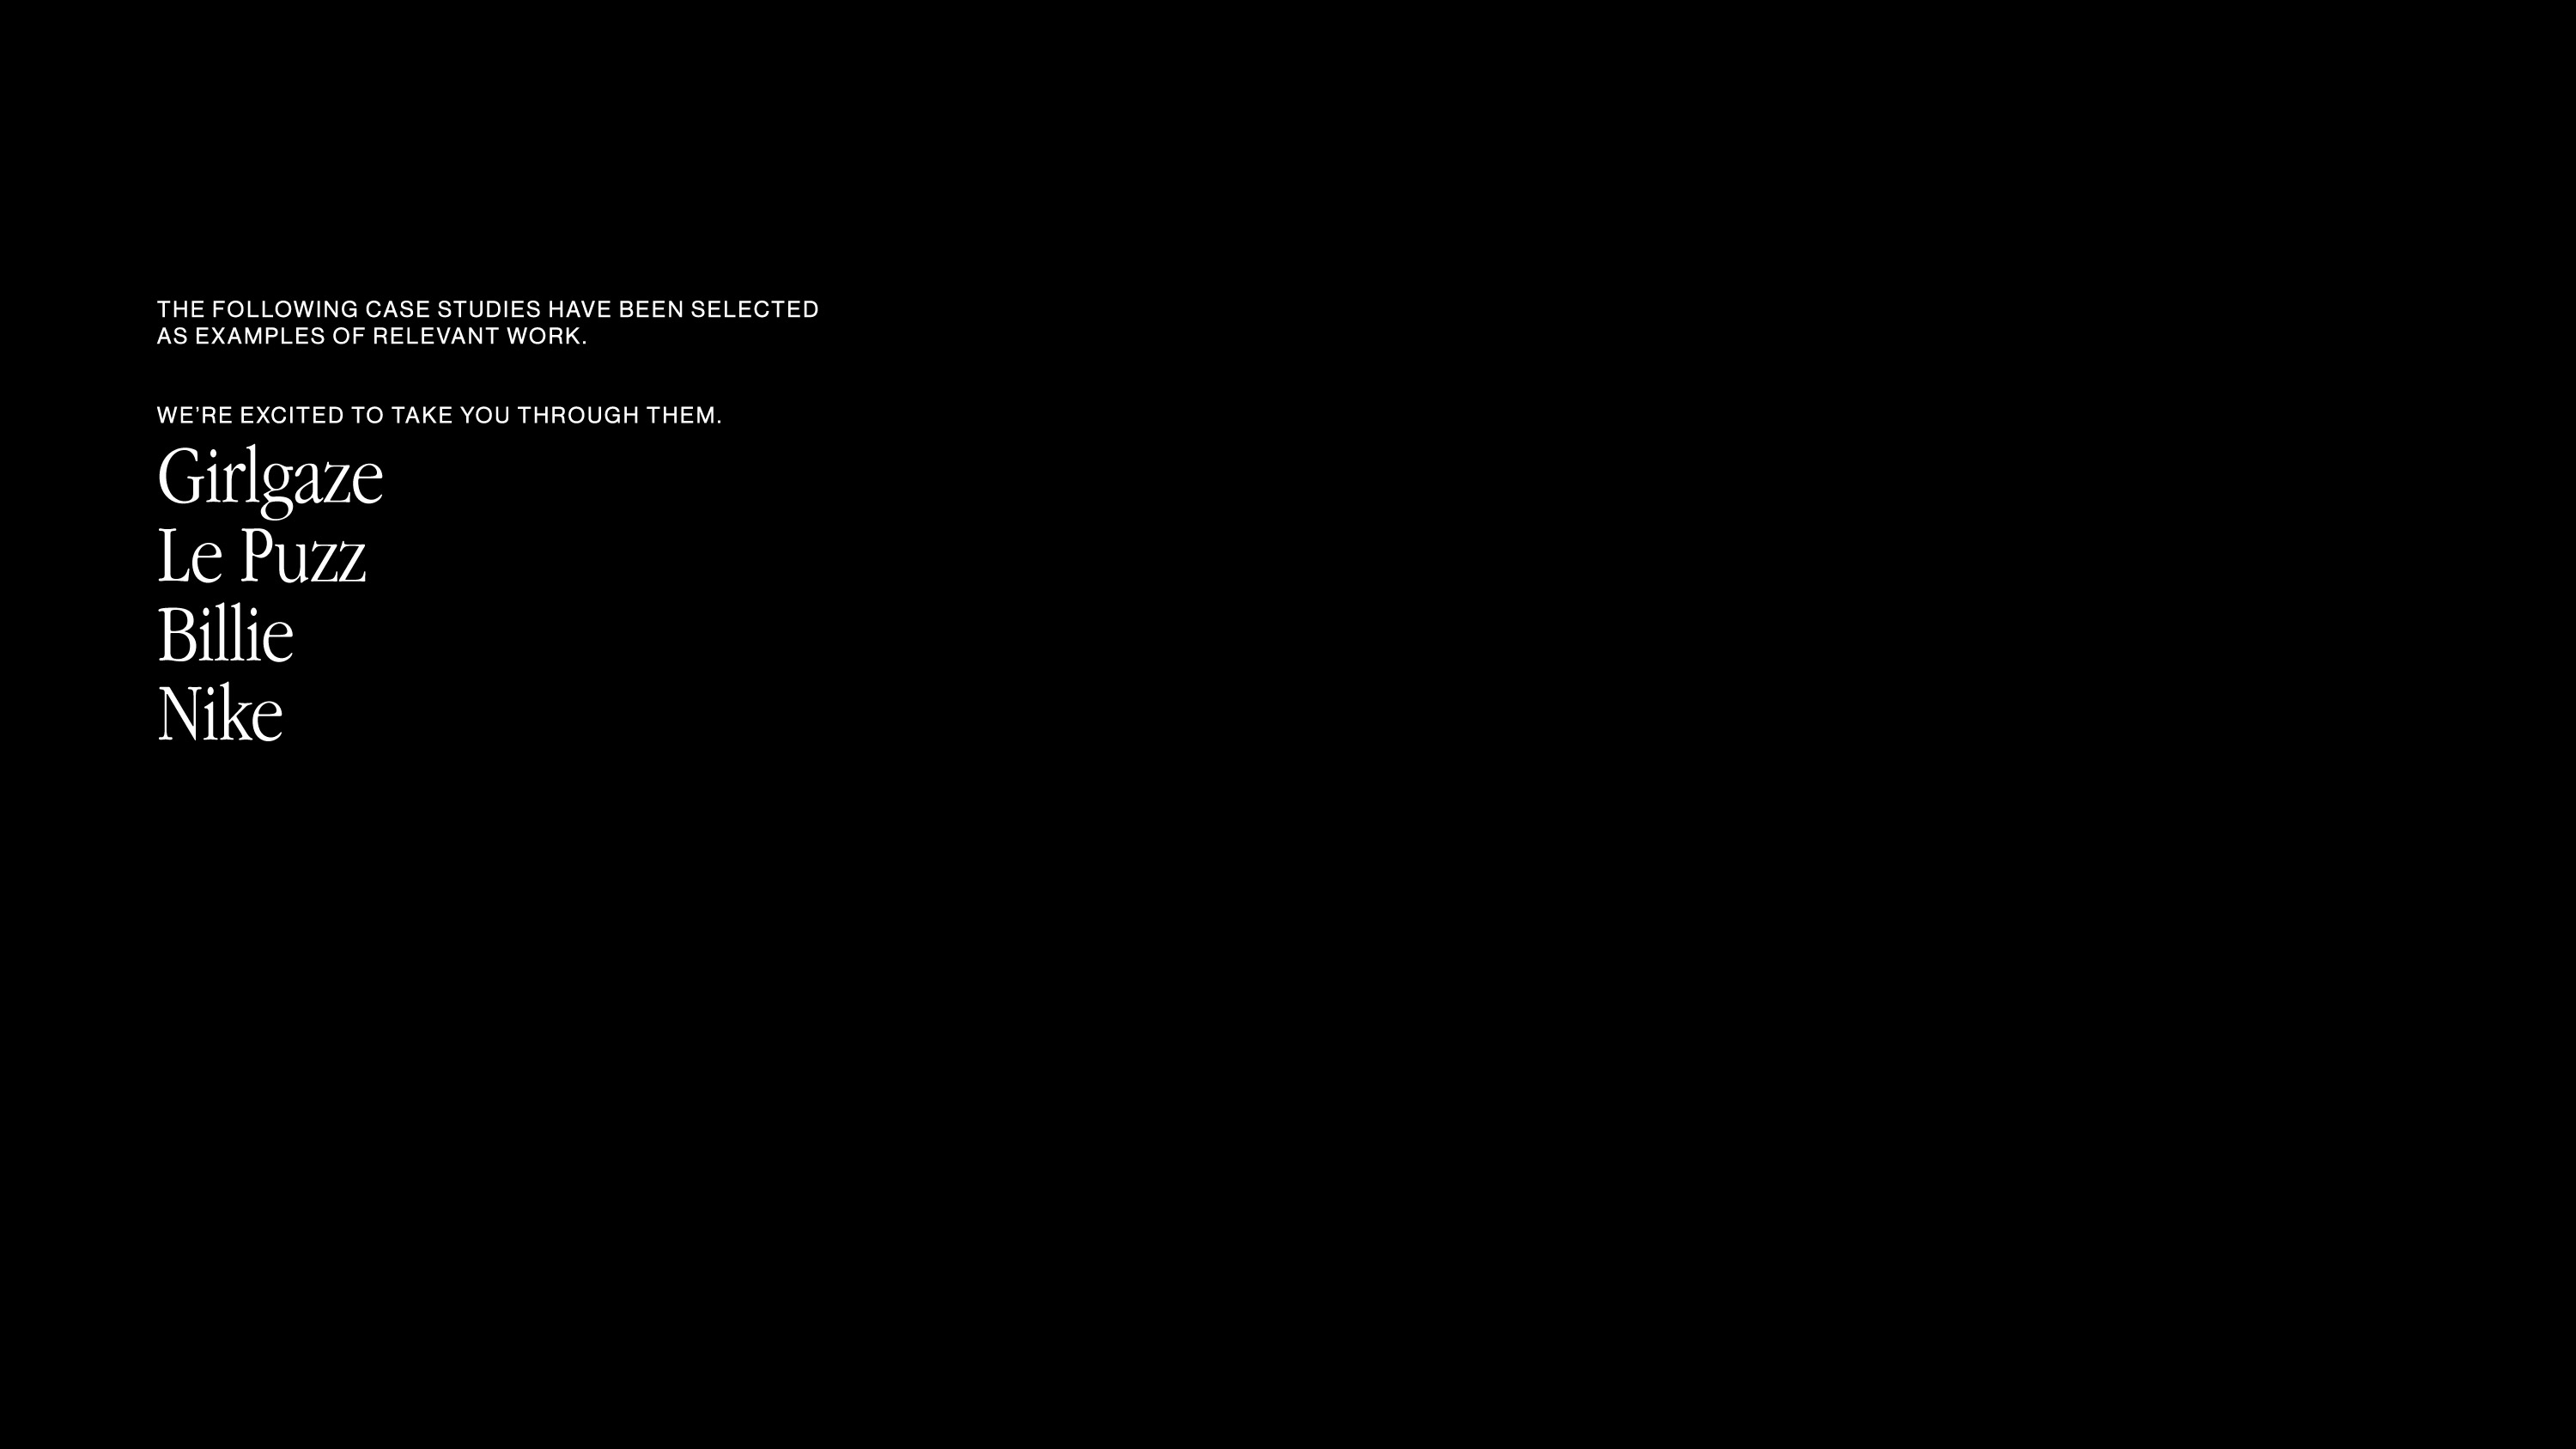 THE FOLLOWING CASE STUDIES HAVE BEEN SELECTED
AS EXAMPLES OF RELEVANT WORK.
WE'RE EXCITED TO TAKE YOU THROUGH THEM.
Girlgaze
Le Puzz
Billie
Nike